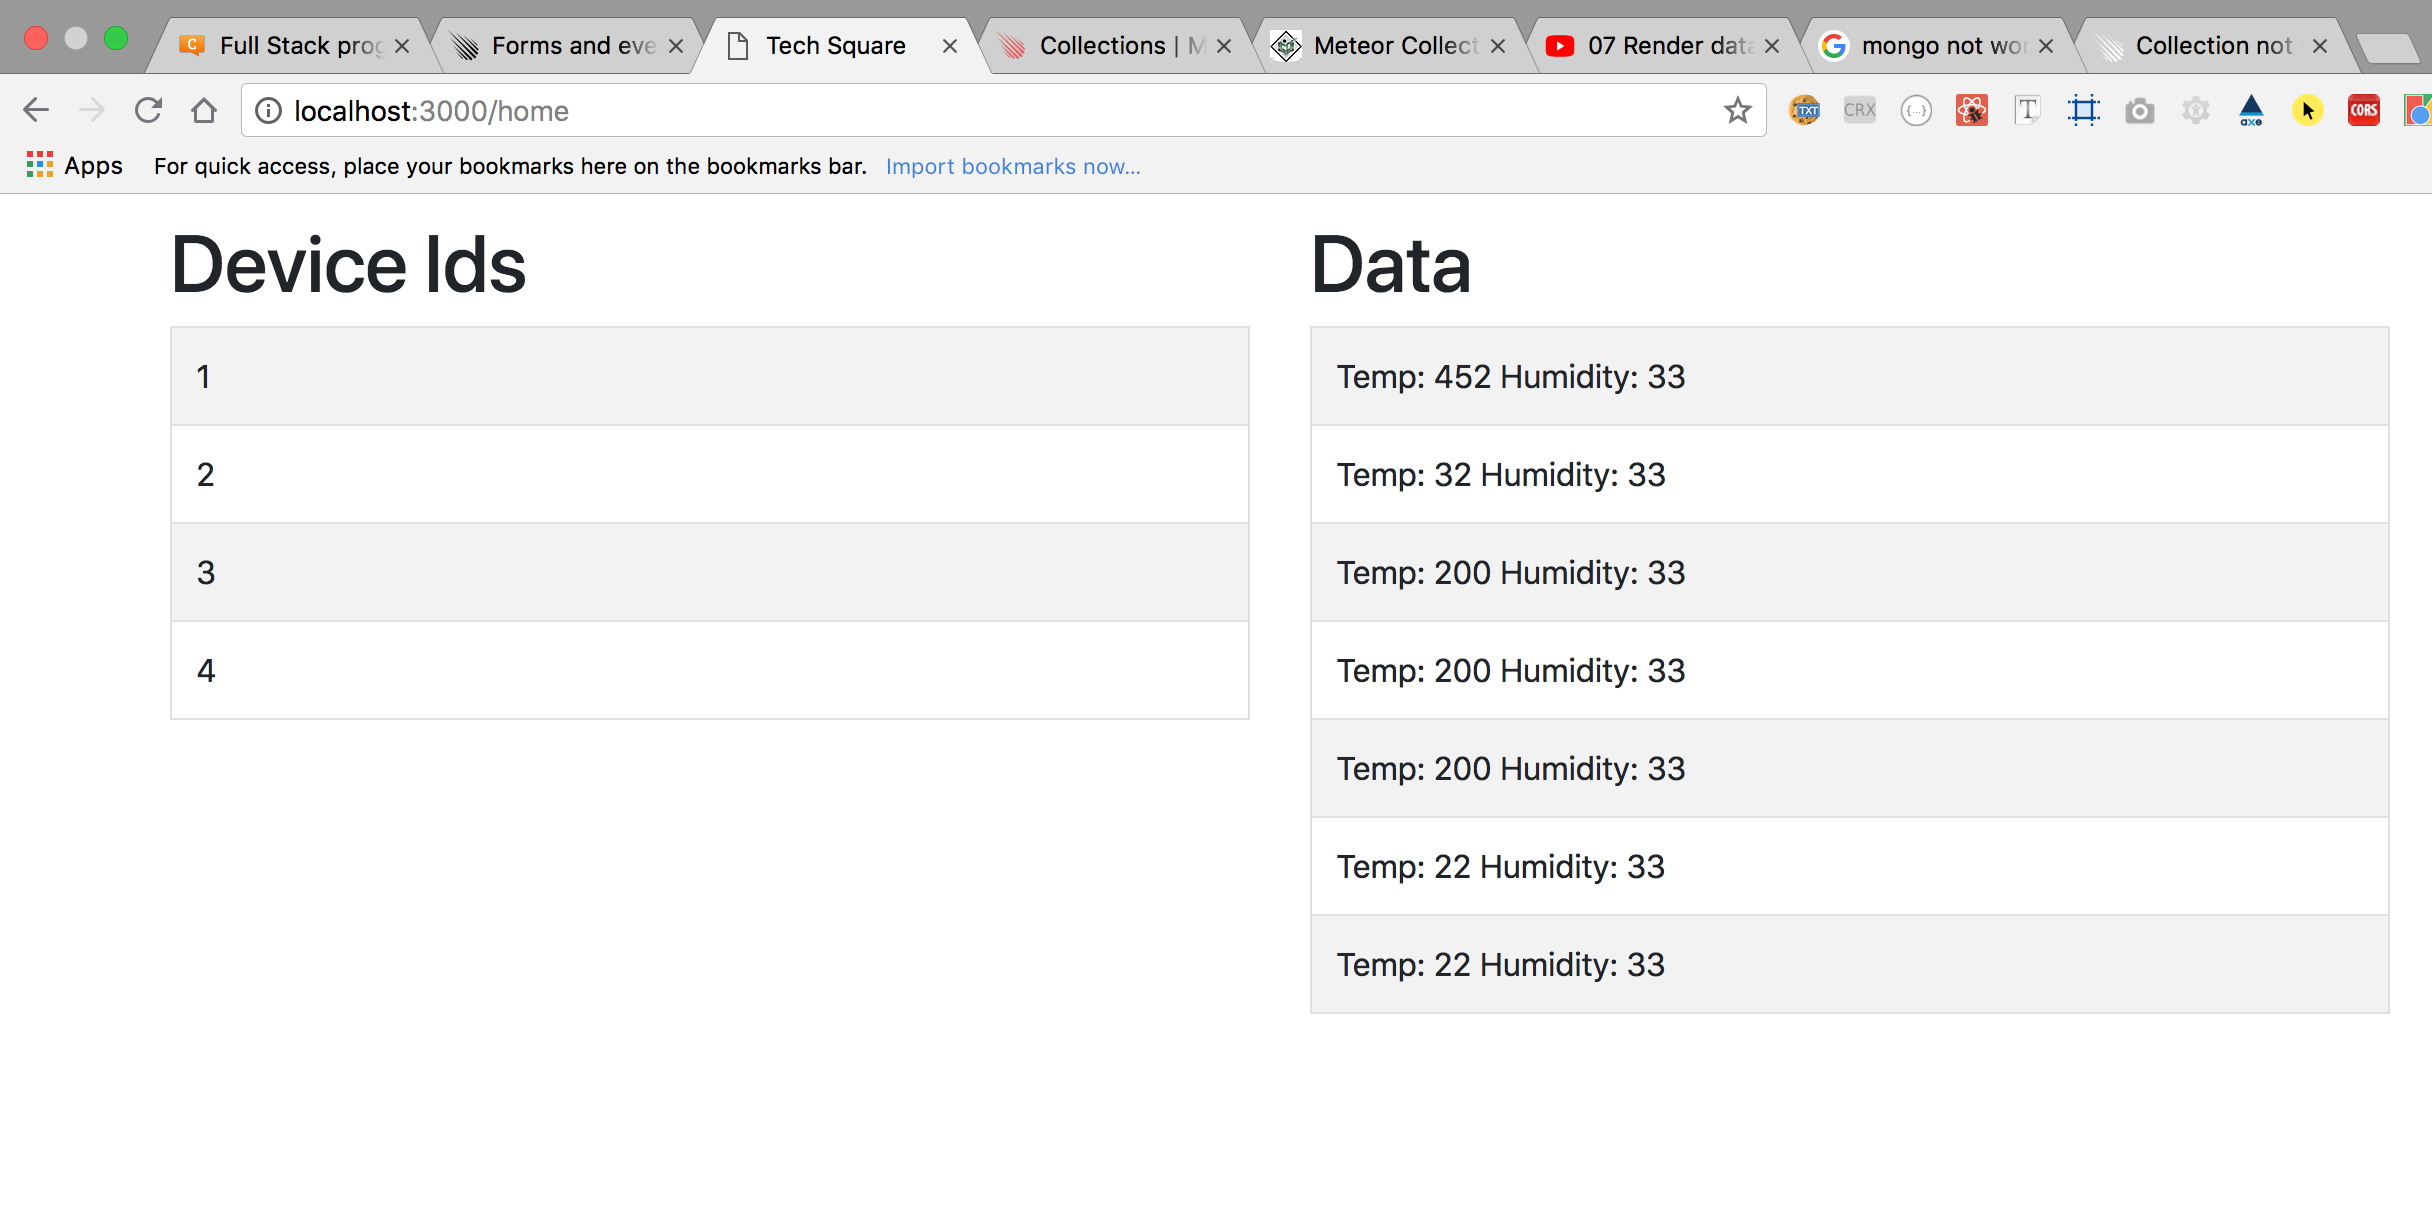 Full Stack prog
Forms and eve
Tech Square
Collections | M
Meteor Collect
07 Render data
mongo not wor
Collection not
localhost:3000/home
TXT
CRX
{...}
T
axe
CORS
Apps
For quick access, place your bookmarks here on the bookmarks bar. Import bookmarks now...
Device Ids
1
2
3
4
Data
Temp: 452 Humidity: 33
Temp: 32 Humidity: 33
Temp: 200 Humidity: 33
Temp: 200 Humidity: 33
Temp: 200 Humidity: 33
Temp: 22 Humidity: 33
Temp: 22 Humidity: 33